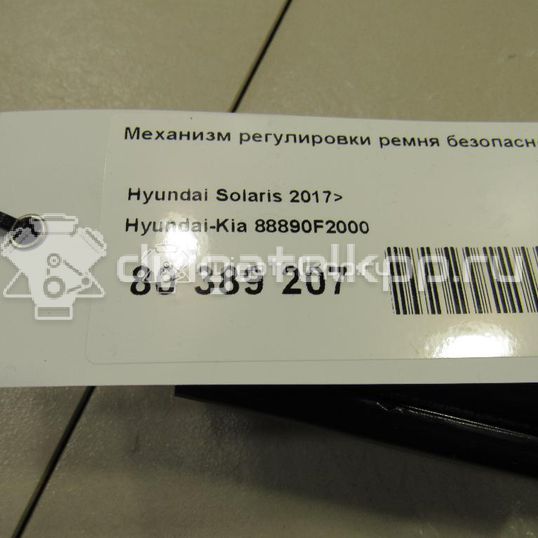 Механизм регулировки ремня безопасн
Hyundai Solaris 2017>
Hyundai-Kia 88890F2000
80 389 207